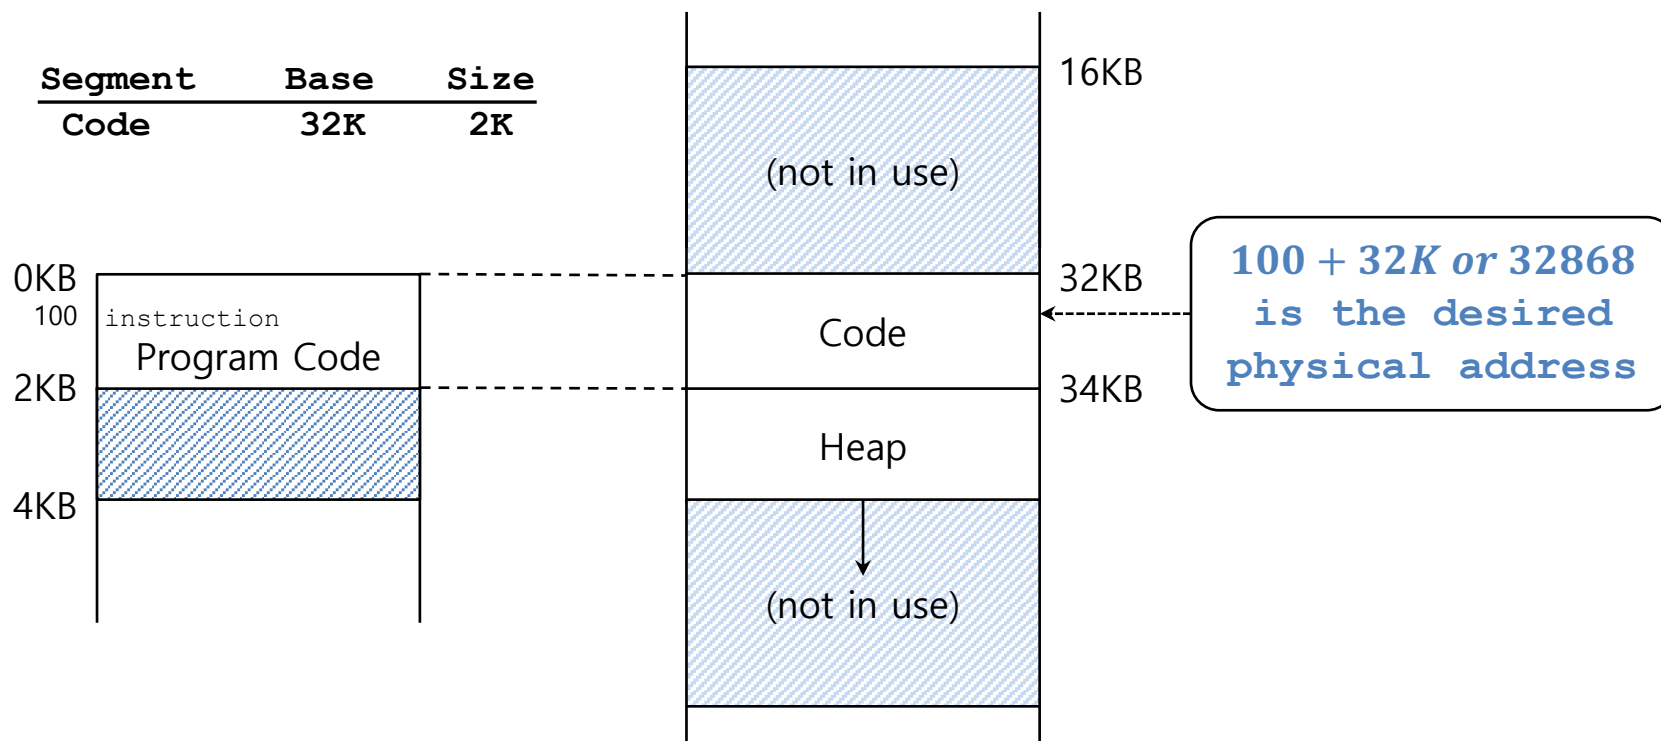 Segment Base Size
Code 32K 2K
0KB
100 instruction
Program Code
2KB
4KB
16KB
(not in use)
32KB
Code
34KB
Heap
(not in use)
100 + 32K or 32868
is the desired
physical address